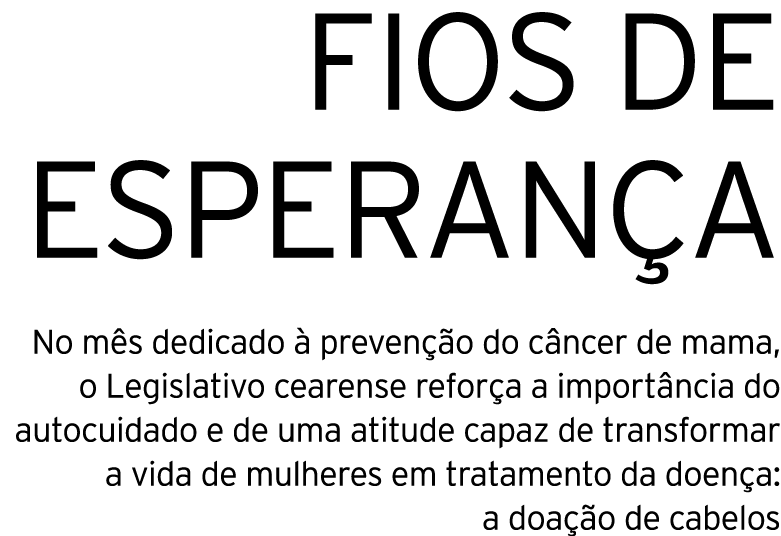 FIOS DE
ESPERANÇA
No mês dedicado à prevenção do câncer de mama,
o Legislativo cearense reforça a importância do
autocuidado e de uma atitude capaz de transformar
a vida de mulheres em tratamento da doença:
a doação de cabelos